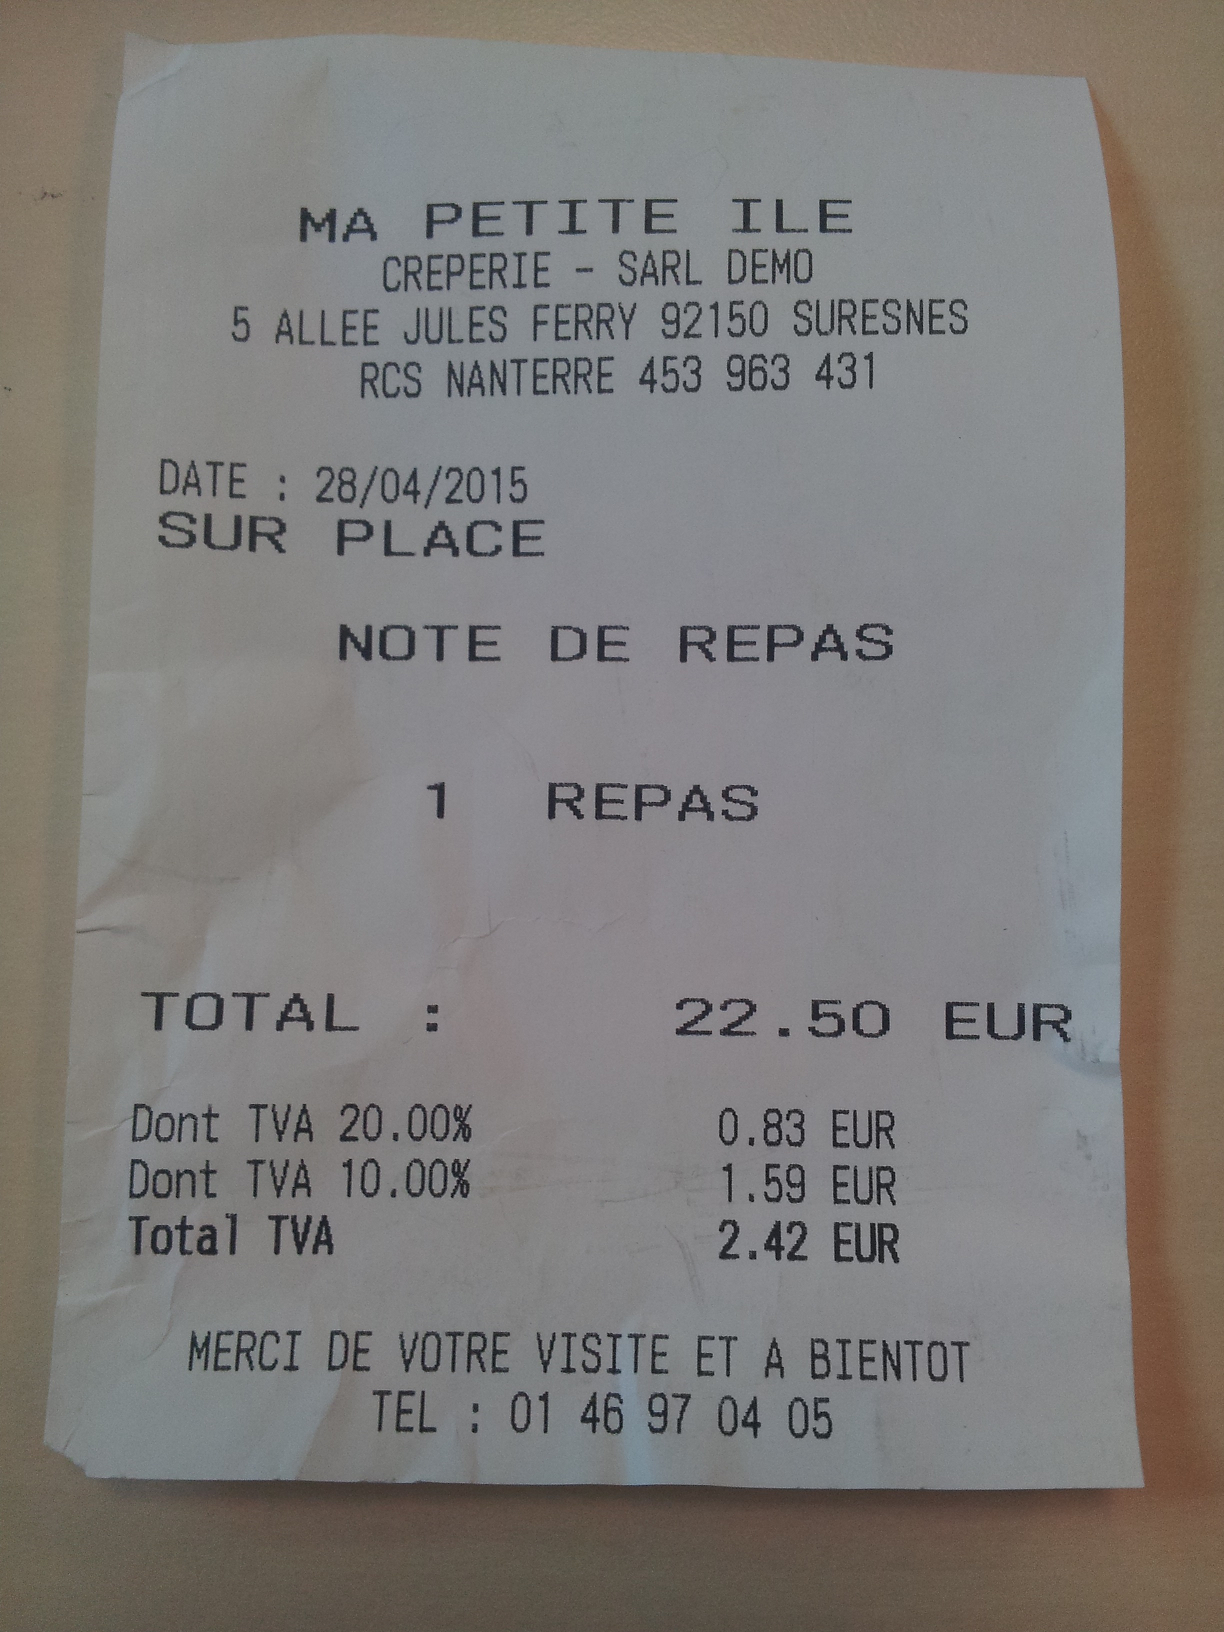 MA PETITE ILE
CREPERIE - SARL DEMO
5 ALLEE JULES FERRY 92150 SURESNES
RCS NANTERRE 453 963 431
DATE : 28/04/2015
SUR PLACE
NOTE DE REPAS
1 REPAS
TOTAL : 22.50 EUR
Dont TVA 20.00% 0.83 EUR
Dont TVA 10.00% 1.59 EUR
Total TVA 2.42 EUR
MERCI DE VOTRE VISITE ET A BIENTOT
TEL : 01 46 97 04 05